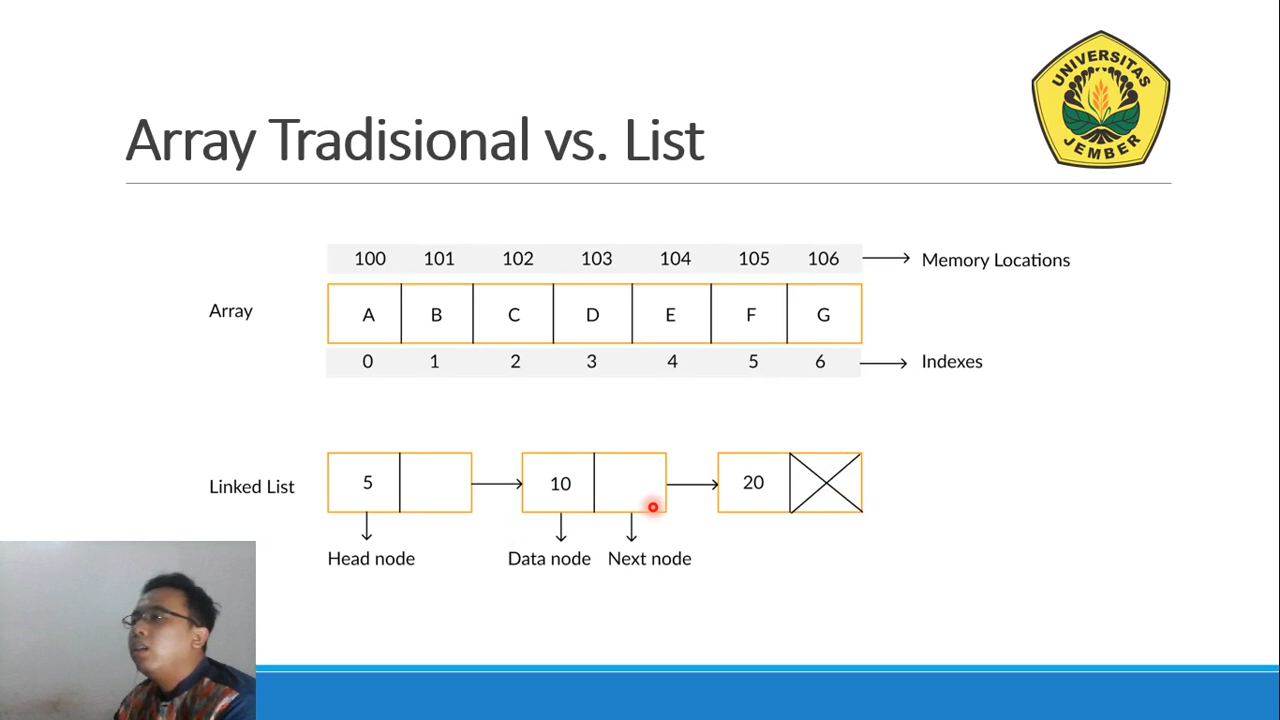 UNIVERSITAS
JEMBER
Array Tradisional vs. List
100 101 102 103 104 105 106 Memory Locations
Array A B C D E F G
0 1 2 3 4 5 6 Indexes
Linked List 5 10 20
Head node Data node Next node